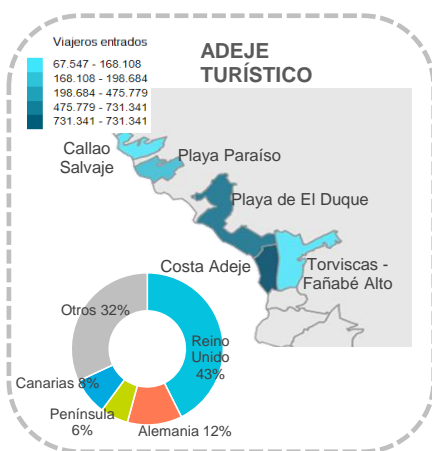 Viajeros entrados
67.547 - 168.108
168.108 - 198.684
198.684 - 475.779
475.779 - 731.341
731.341 - 731.341
ADEJE
TURÍSTICO
Callao
Salvaje
Playa Paraíso
Playa de El Duque
Costa Adeje
Torviscas -
Fañabé Alto
Otros 32%
Reino
Unido
43%
Canarias 8%
Península
6%
Alemania 12%